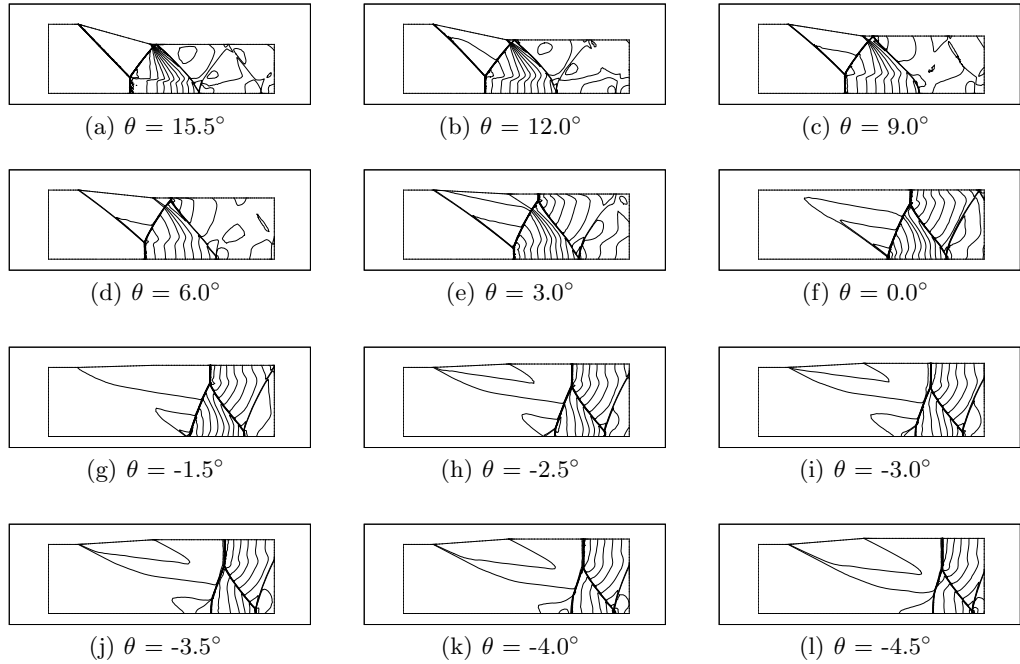 (a) θ = 15.5°
(b) θ = 12.0°
(c) θ = 9.0°
(d) θ = 6.0°
(e) θ = 3.0°
(f) θ = 0.0°
(g) θ = -1.5°
(h) θ = -2.5°
(i) θ = -3.0°
(j) θ = -3.5°
(k) θ = -4.0°
(l) θ = -4.5°